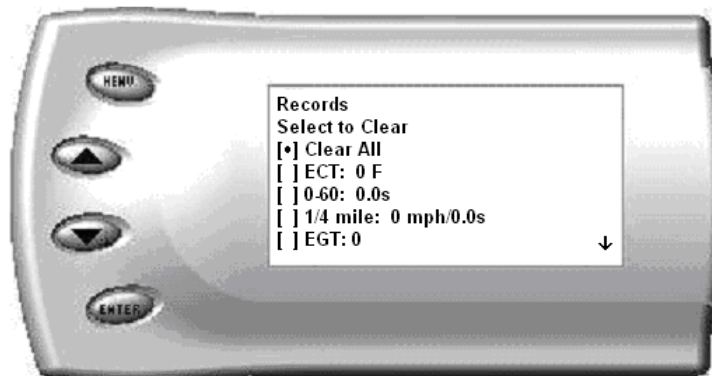 MENU
Records
Select to Clear
[•] Clear All
[ ] ECT: 0 F
[ ] 0-60: 0.0s
[ ] 1/4 mile: 0 mph/0.0s
[ ] EGT: 0
ENTER